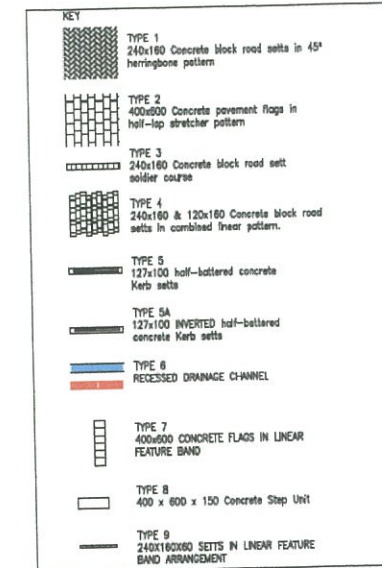 KEY
TYPE 1
240x160 Concrete block road setts in 45°
herringbone pattern
TYPE 2
400x600 Concrete pavement flags in
half-lap stretcher pattern
TYPE 3
240x160 Concrete block road sett
soldier course
TYPE 4
240x160 & 120x160 Concrete block road
setts in combined linear pattern.
TYPE 5
127x100 half-battered concrete
Kerb setts
TYPE 5A
127x100 INVERTED half-battered
concrete Kerb setts
TYPE 6
RECESSED DRAINAGE CHANNEL
TYPE 7
400x600 CONCRETE FLAGS IN LINEAR
FEATURE BAND
TYPE 8
400 x 600 x 150 Concrete Step Unit
TYPE 9
240X160X60 SETTS IN LINEAR FEATURE
BAND ARRANGEMENT